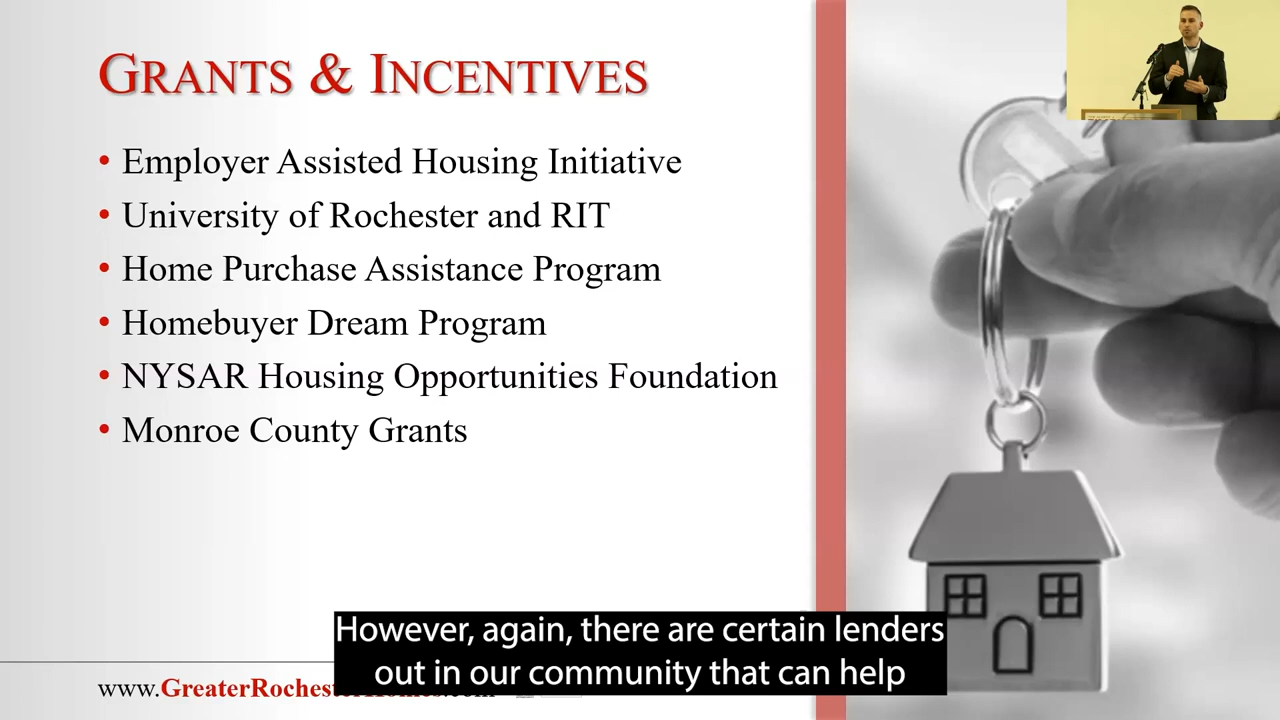 GRANTS & INCENTIVES
• Employer Assisted Housing Initiative
• University of Rochester and RIT
• Home Purchase Assistance Program
• Homebuyer Dream Program
• NYSAR Housing Opportunities Foundation
• Monroe County Grants
However, again, there are certain lenders
out in our community that can help
www.GreaterRochesterHomes.com